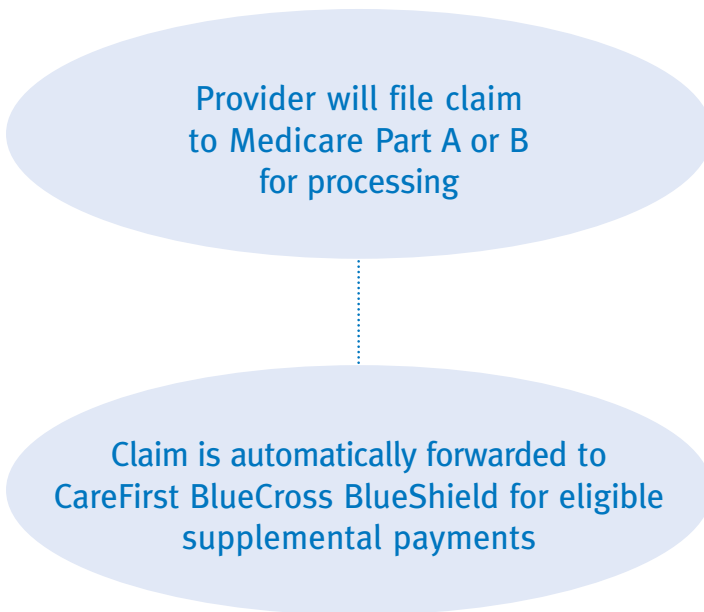 Provider will file claim
to Medicare Part A or B
for processing
Claim is automatically forwarded to
CareFirst BlueCross BlueShield for eligible
supplemental payments